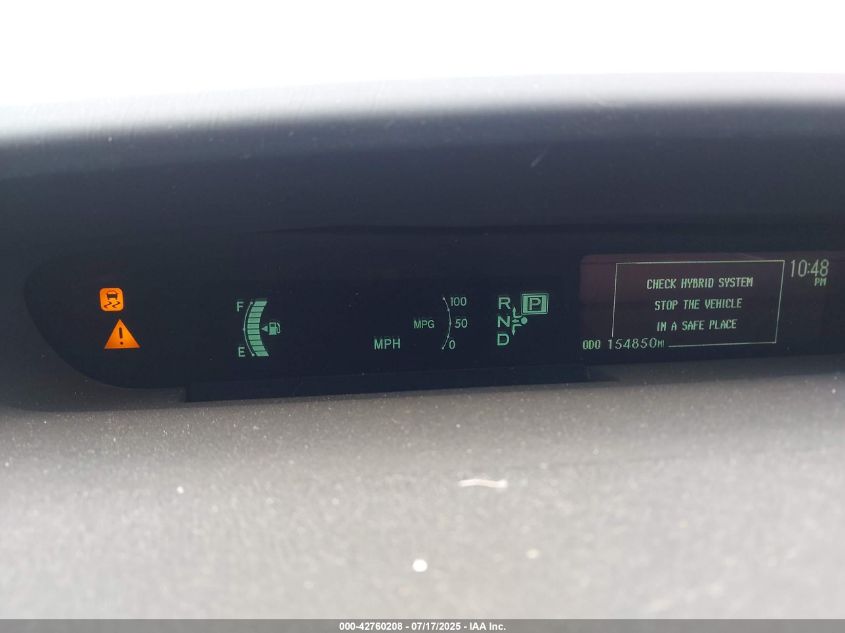 F
E
MPH
MPG
100
50
0
R
P
N
D
CHECK HYBRID SYSTEM
STOP THE VEHICLE
IN A SAFE PLACE
10:48
PM
ODO 154850MI
000-42760208 - 07/17/2025 - IAA Inc.